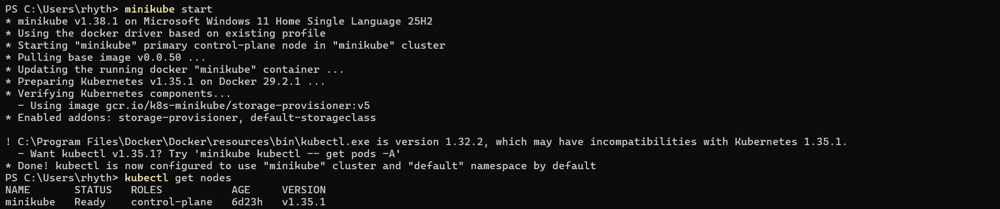 PS C:\Users\rhyth> minikube start
* minikube v1.38.1 on Microsoft Windows 11 Home Single Language 25H2
* Using the docker driver based on existing profile
* Starting "minikube" primary control-plane node in "minikube" cluster
* Pulling base image v0.0.50 ...
* Updating the running docker "minikube" container ...
* Preparing Kubernetes v1.35.1 on Docker 29.2.1 ...
* Verifying Kubernetes components...
  - Using image gcr.io/k8s-minikube/storage-provisioner:v5
* Enabled addons: storage-provisioner, default-storageclass

! C:\Program Files\Docker\Docker\resources\bin\kubectl.exe is version 1.32.2, which may have incompatibilities with Kubernetes 1.35.1.
  - Want kubectl v1.35.1? Try 'minikube kubectl -- get pods -A'
* Done! kubectl is now configured to use "minikube" cluster and "default" namespace by default
PS C:\Users\rhyth> kubectl get nodes
NAME       STATUS   ROLES           AGE     VERSION
minikube   Ready    control-plane   6d23h   v1.35.1